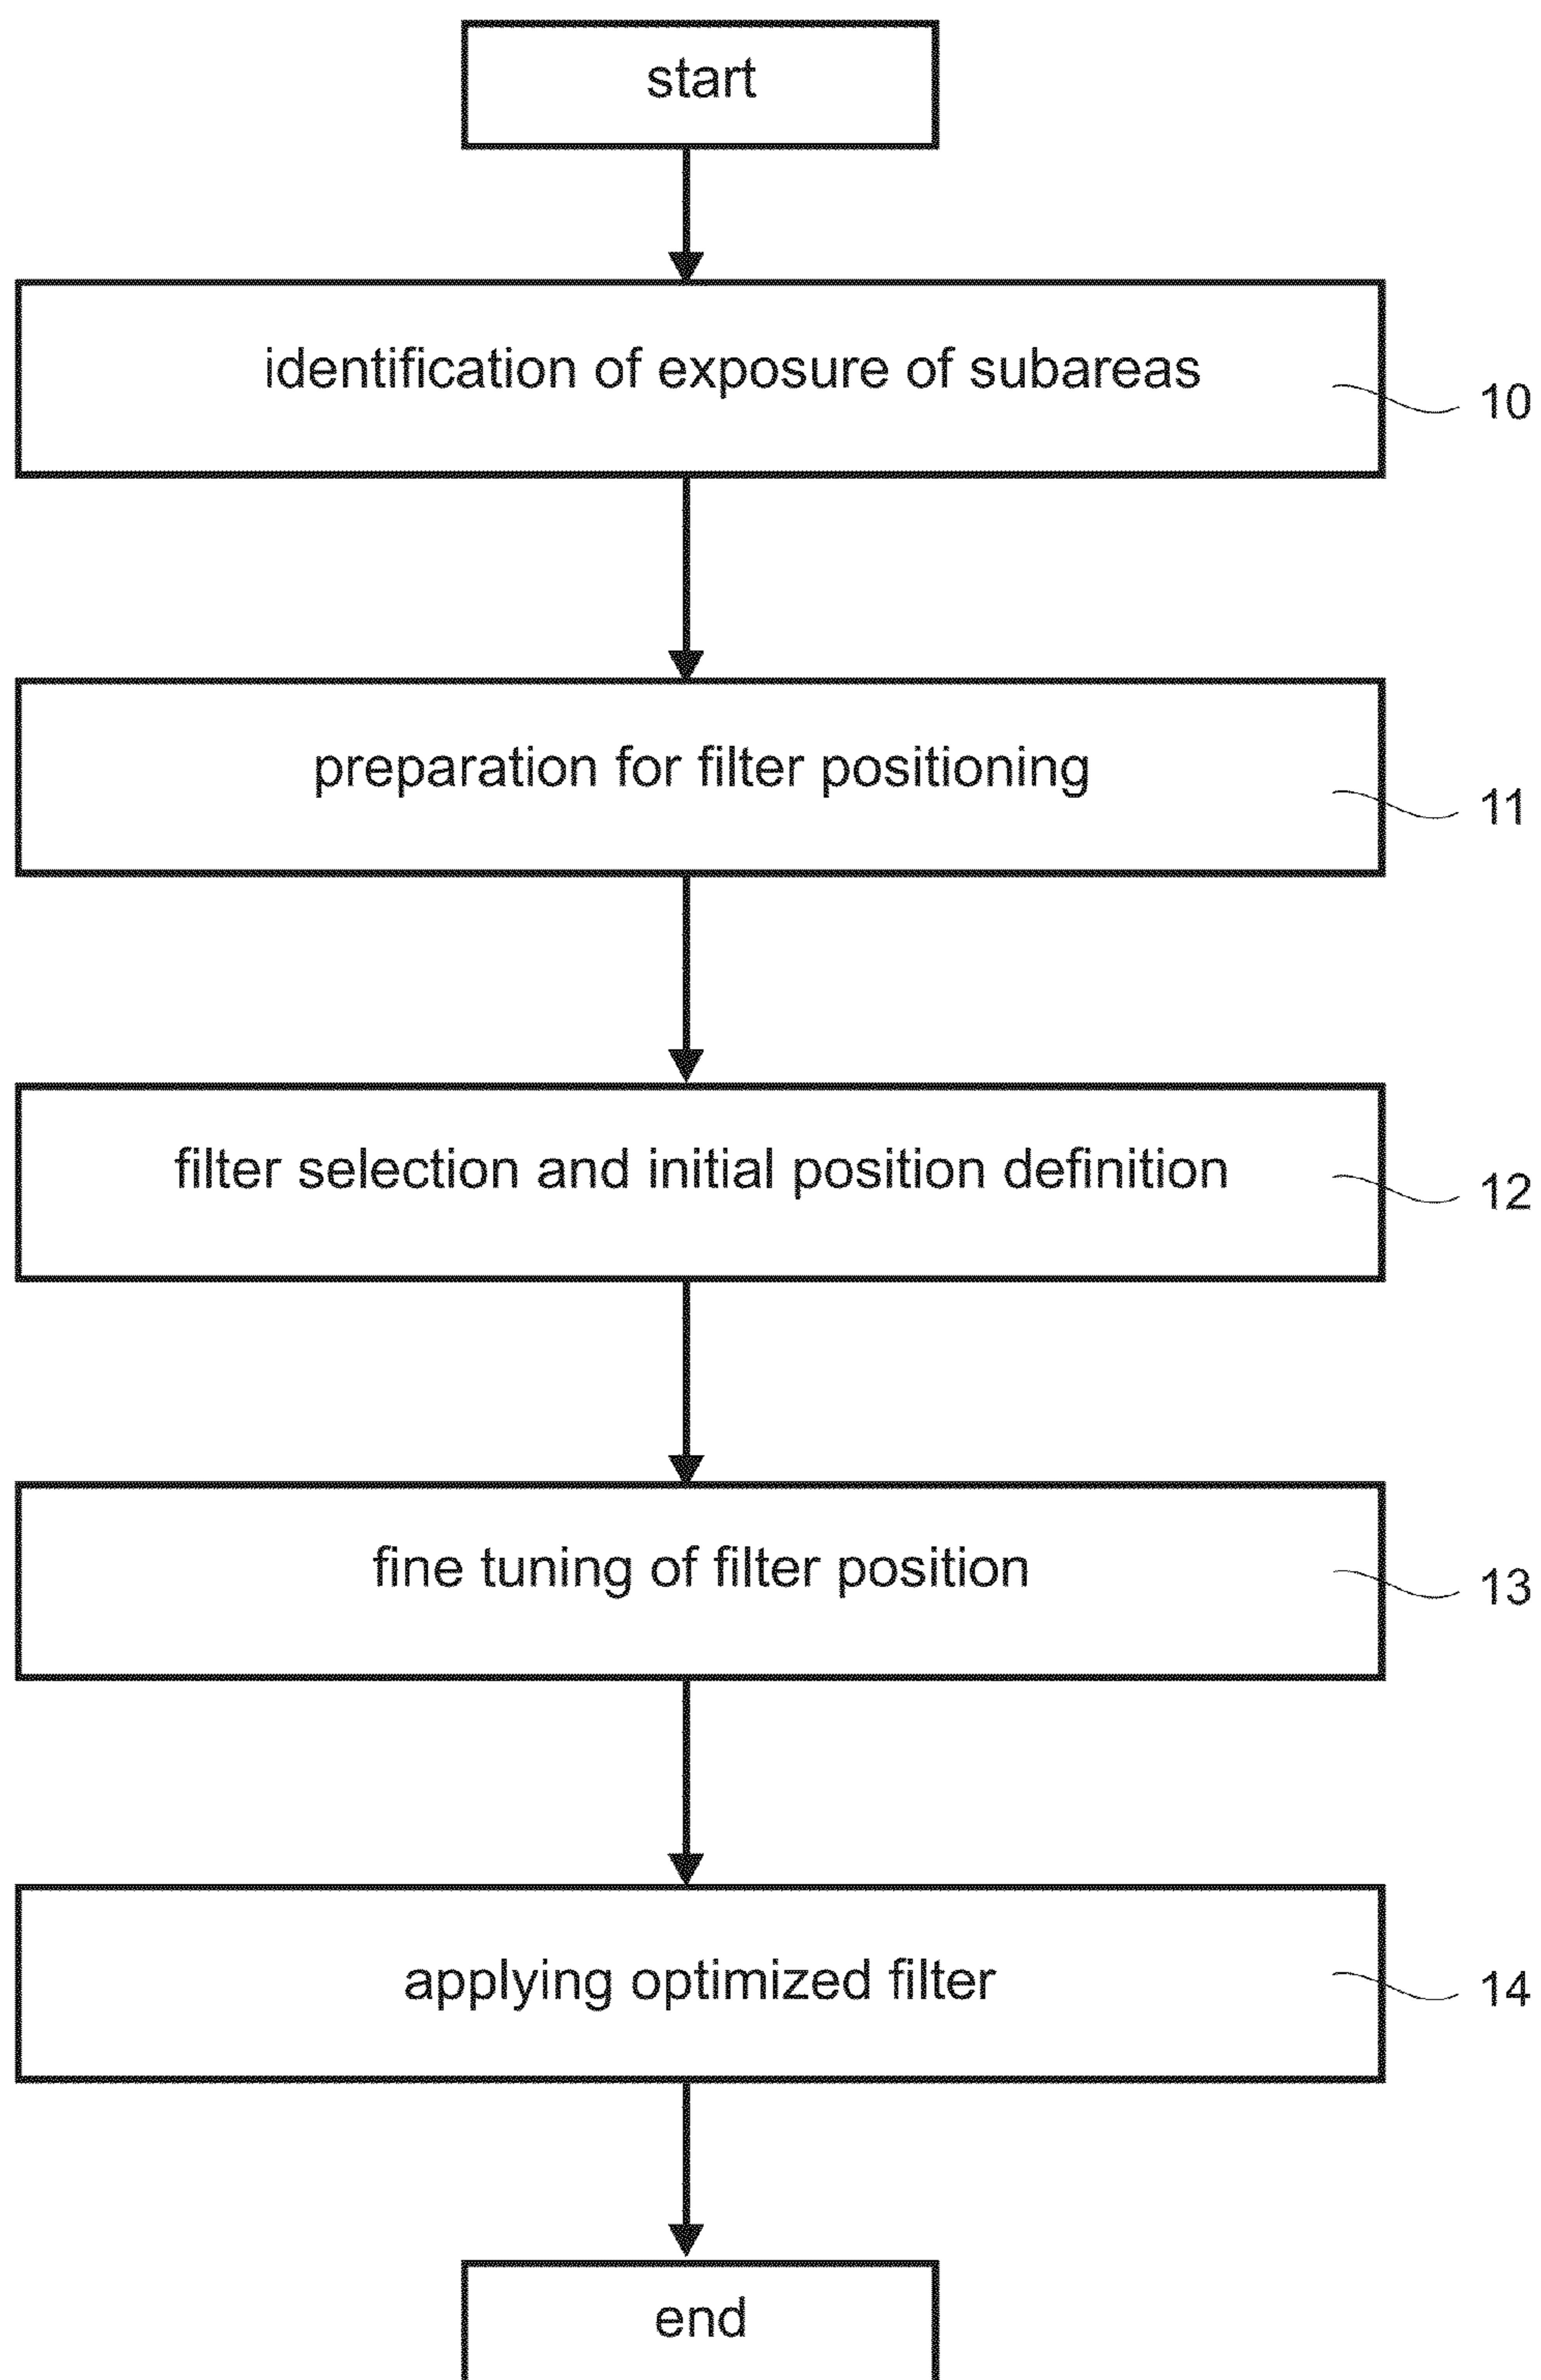 start
identification of exposure of subareas
10
preparation for filter positioning
11
filter selection and initial position definition
12
fine tuning of filter position
13
applying optimized filter
14
end